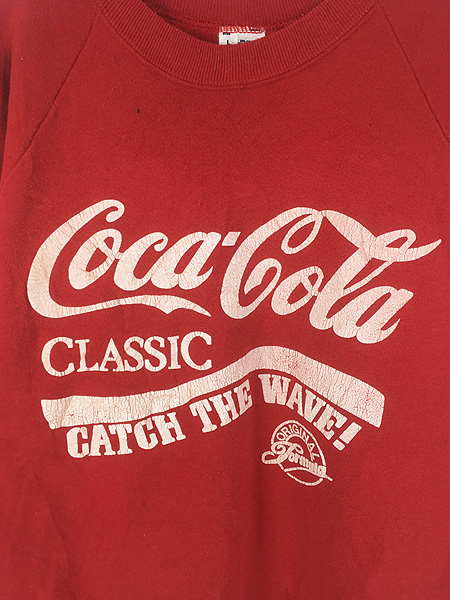 Coca-Cola
CLASSIC
CATCH THE WAVE!
ORIGINAL
Formula